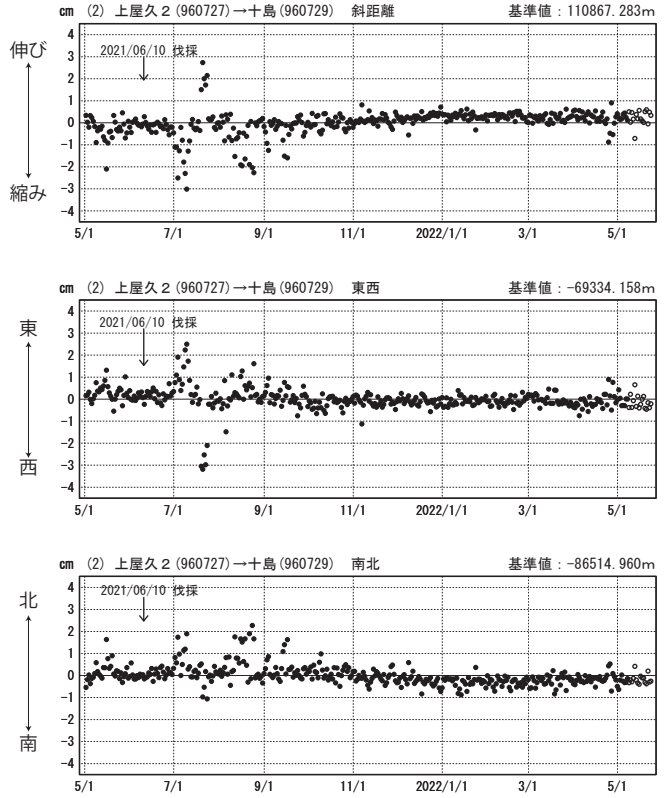 cm (2) 上屋久2(960727)→十島(960729) 斜距離 基準値:110867.283m
伸び
縮み
2021/06/10 伐採
4
3
2
1
0
-1
-2
-3
-4
5/1 7/1 9/1 11/1 2022/1/1 3/1 5/1
cm (2) 上屋久2(960727)→十島(960729) 東西 基準値:-69334.158m
東
西
2021/06/10 伐採
4
3
2
1
0
-1
-2
-3
-4
5/1 7/1 9/1 11/1 2022/1/1 3/1 5/1
cm (2) 上屋久2(960727)→十島(960729) 南北 基準値:-86514.960m
北
南
2021/06/10 伐採
4
3
2
1
0
-1
-2
-3
-4
5/1 7/1 9/1 11/1 2022/1/1 3/1 5/1